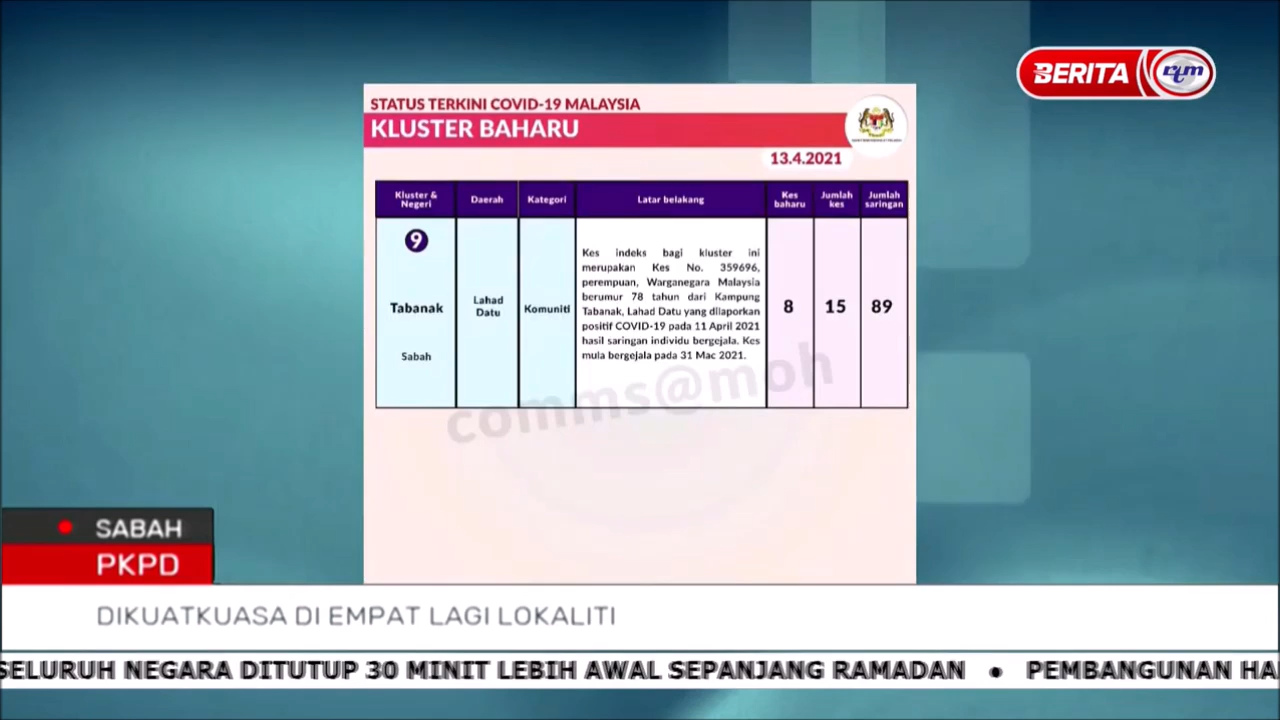 BERITA rtm
STATUS TERKINI COVID-19 MALAYSIA
KLUSTER BAHARU
13.4.2021
Kluster & Negeri
Daerah
Kategori
Latar belakang
Kes baharu
Jumlah kes
Jumlah saringan
9
Tabanak
Sabah
Lahad Datu
Komuniti
Kes indeks bagi kluster ini
merupakan Kes No. 359696,
perempuan, Warganegara Malaysia
berumur 78 tahun dari Kampung
Tabanak, Lahad Datu yang dilaporkan
positif COVID-19 pada 11 April 2021
hasil saringan individu bergejala. Kes
mula bergejala pada 31 Mac 2021.
8
15
89
comms@moh
SABAH
PKPD
DIKUATKUASA DI EMPAT LAGI LOKALITI
SELURUH NEGARA DITUTUP 30 MINIT LEBIH AWAL SEPANJANG RAMADAN • PEMBANGUNAN HA